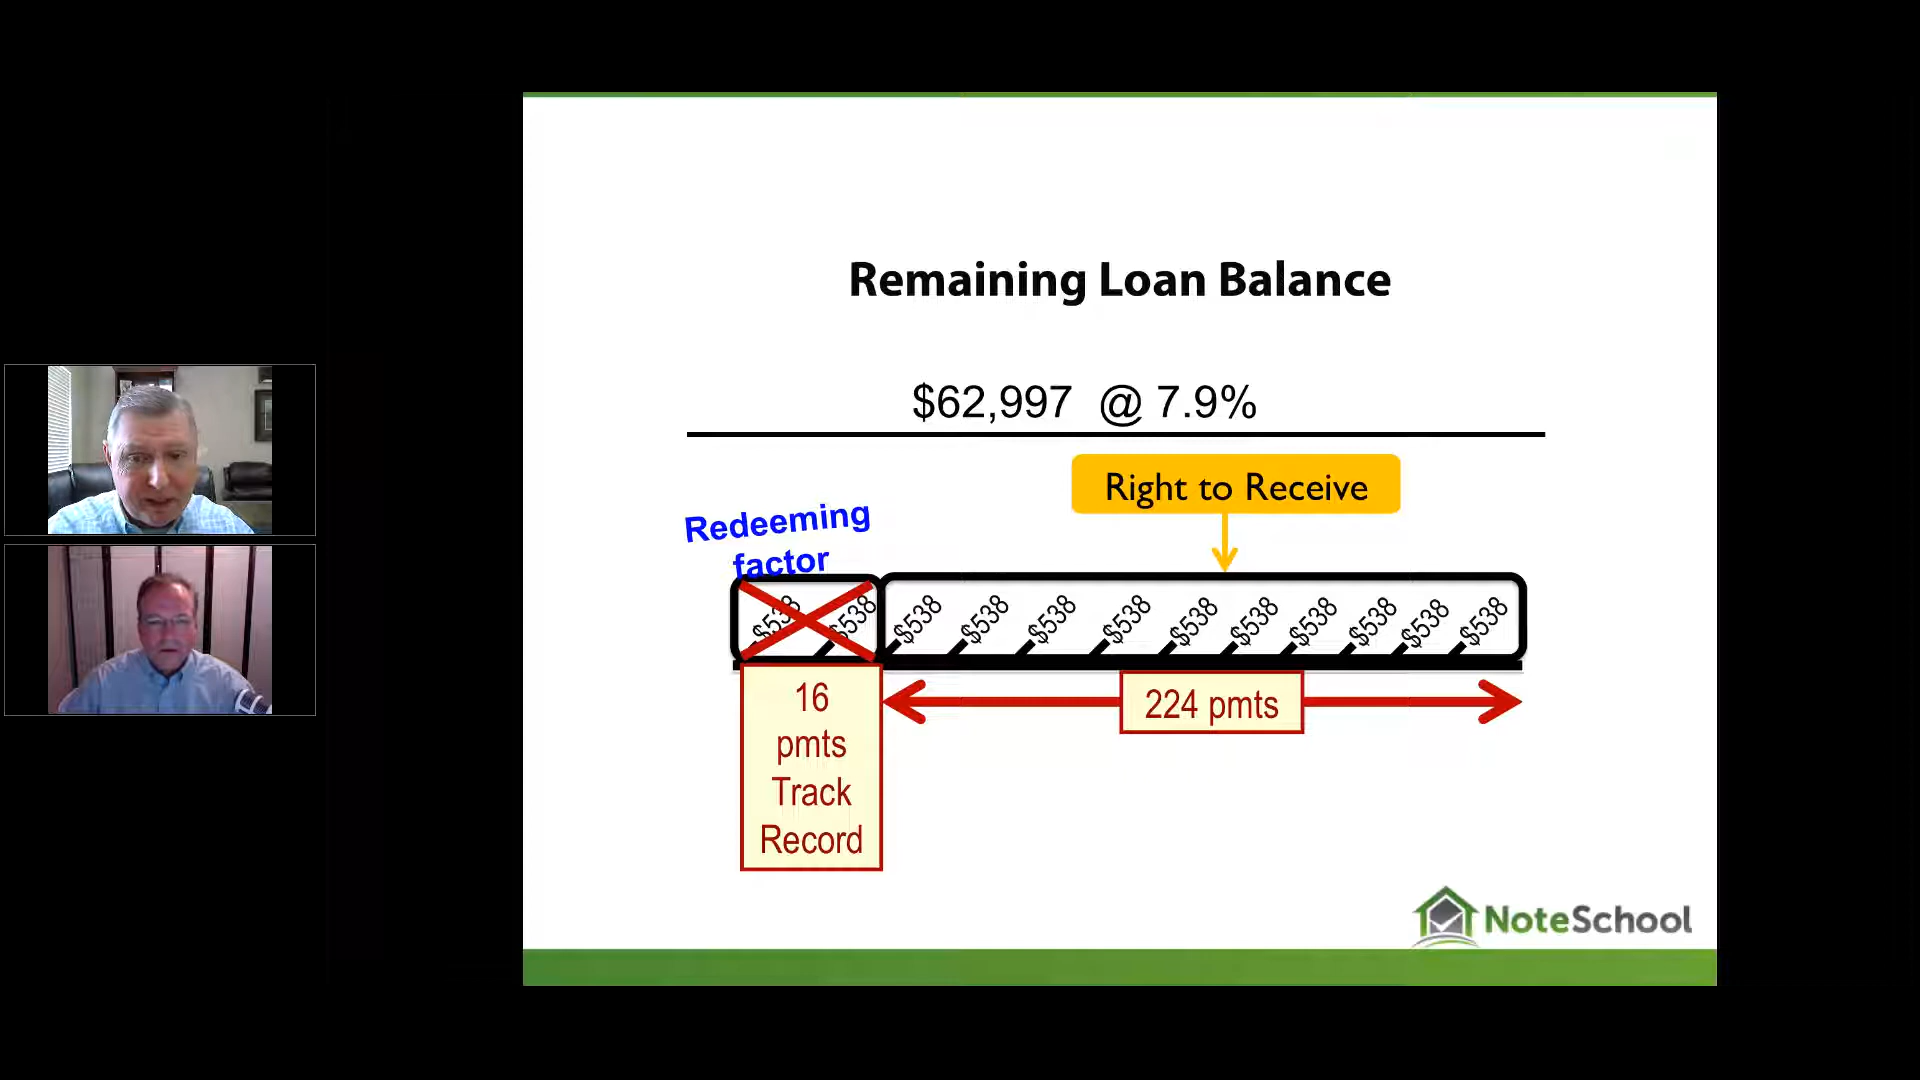 Remaining Loan Balance
$62,997 @ 7.9%
Right to Receive
Redeeming
factor
$538 $538 $538 $538 $538 $538 $538 $538 $538 $538 $538 $538
16
pmts
Track
Record
224 pmts
NoteSchool